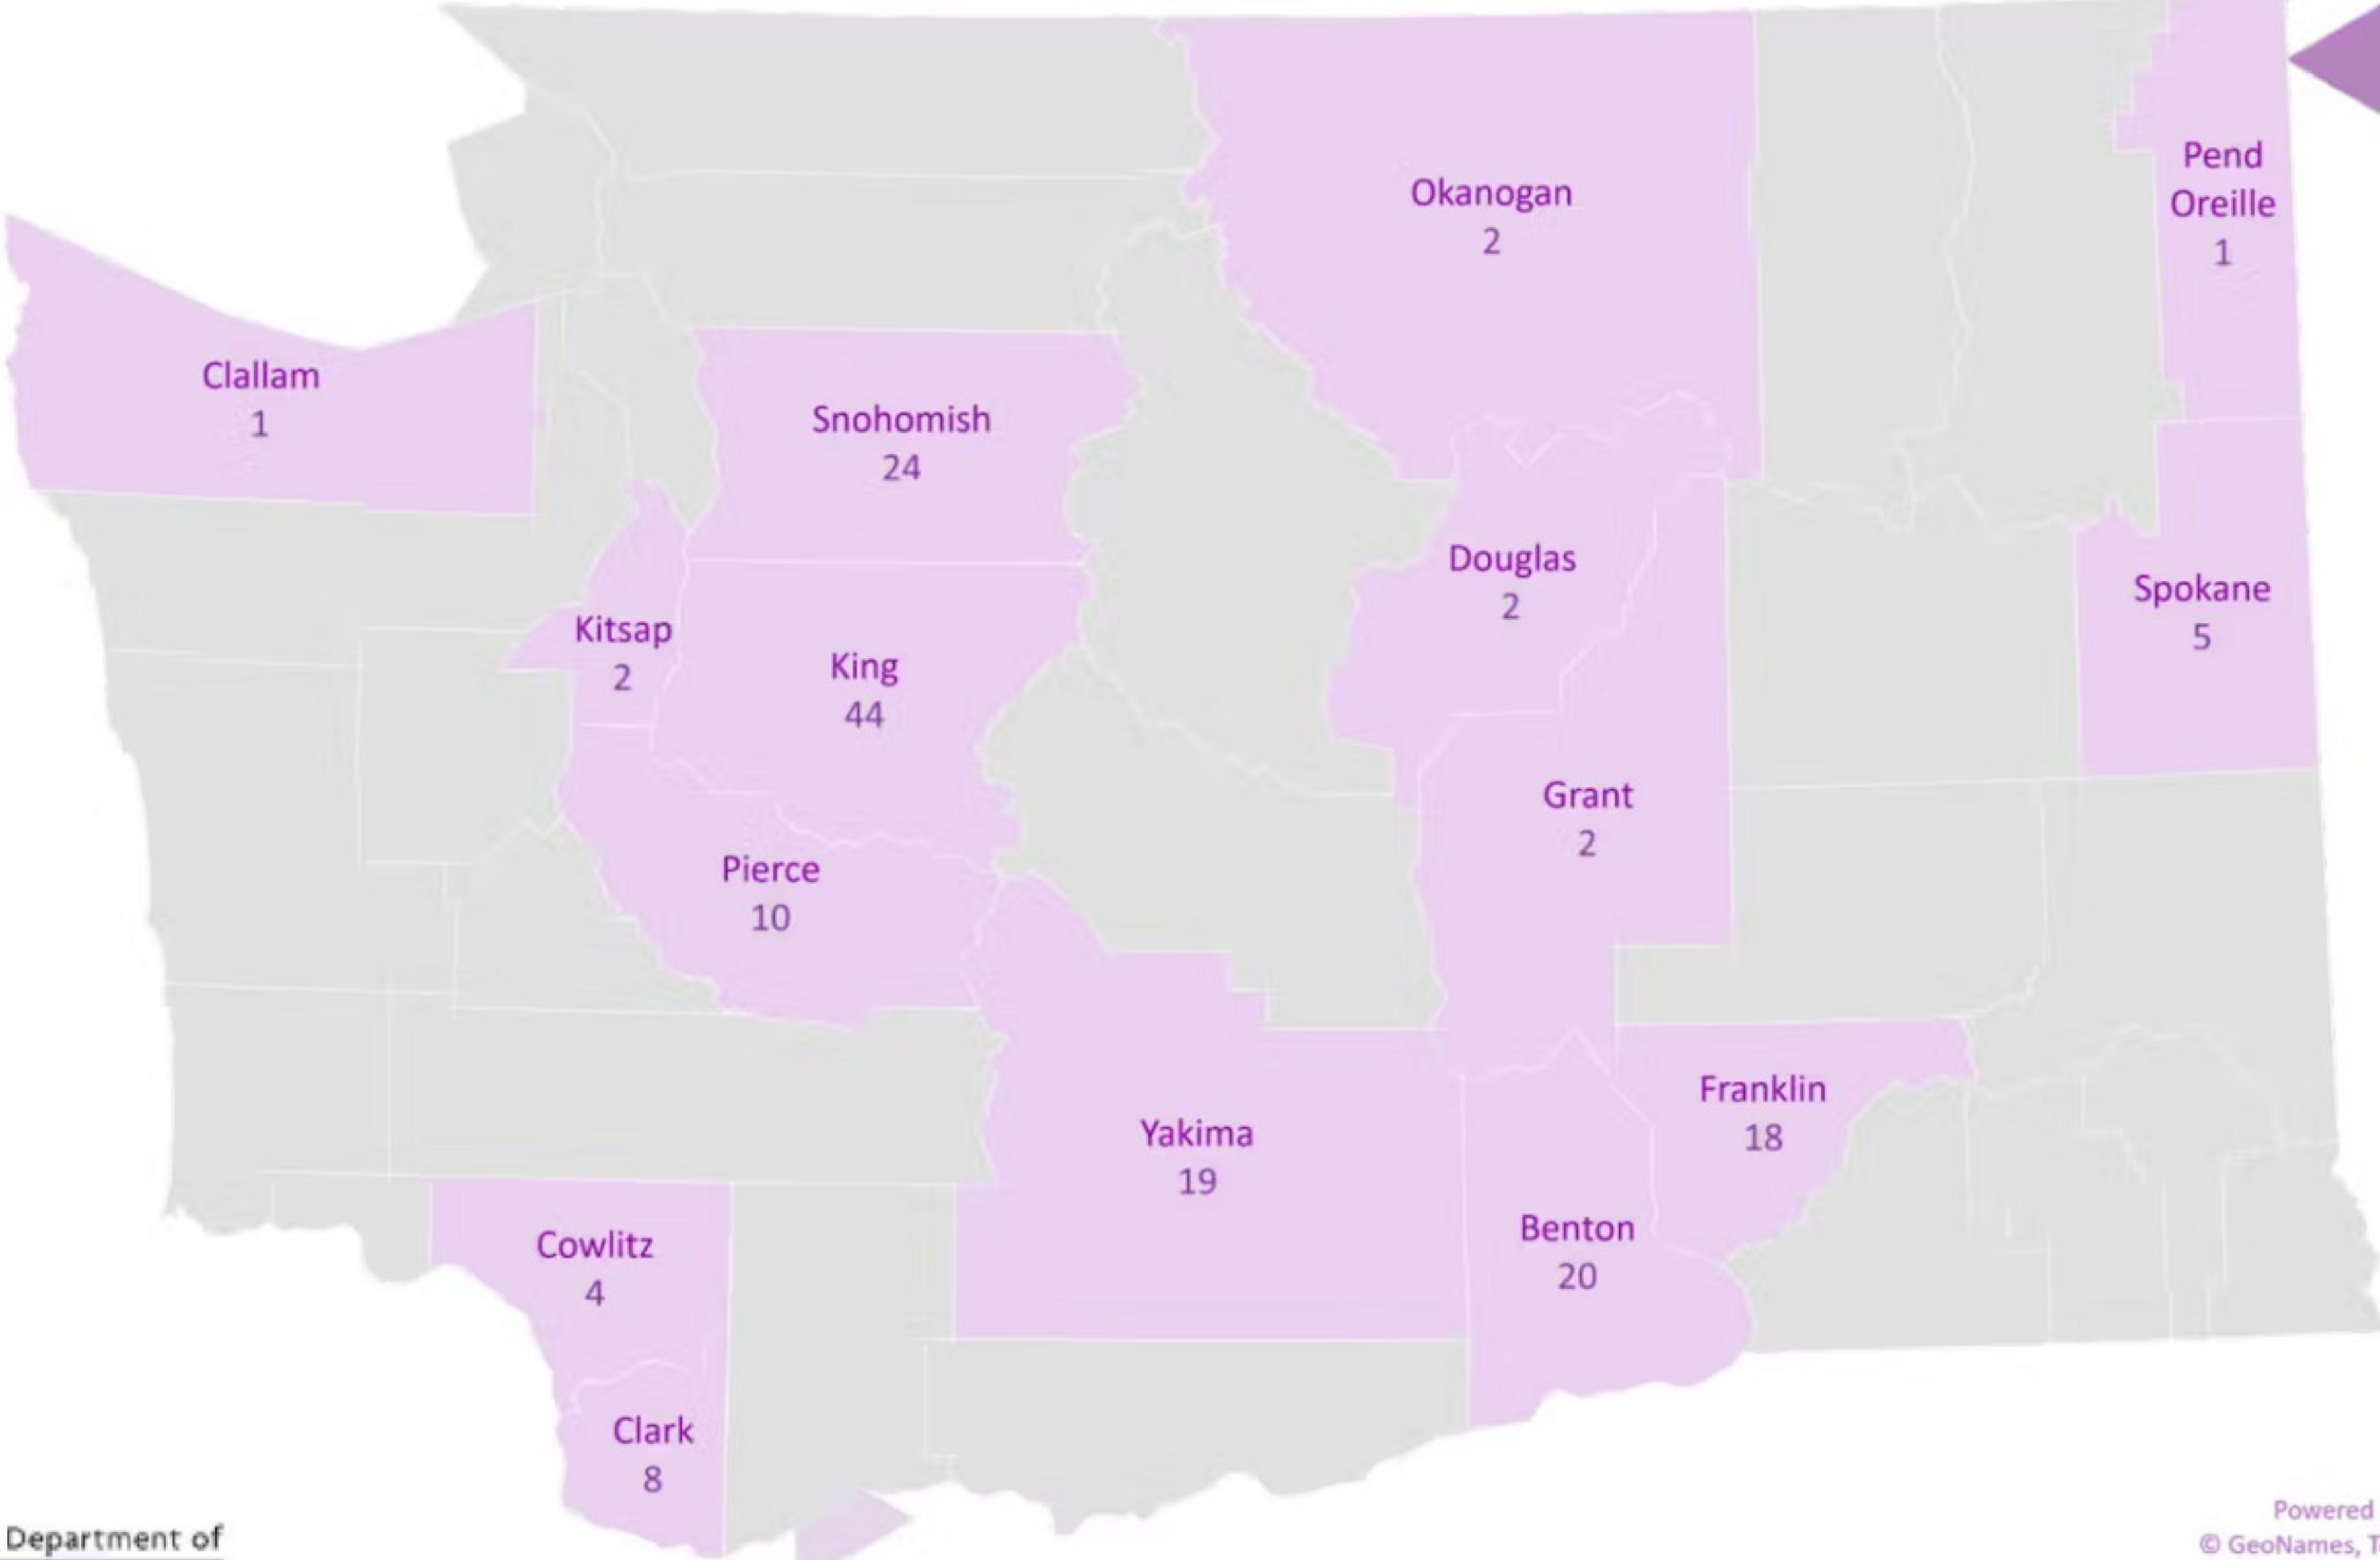 Pend
Oreille
1
Okanogan
2
Clallam
1
Snohomish
24
Douglas
2
Spokane
5
Kitsap
2
King
44
Grant
2
Pierce
10
Franklin
18
Yakima
19
Benton
20
Cowlitz
4
Clark
8
Department of
Powered
© GeoNames, T